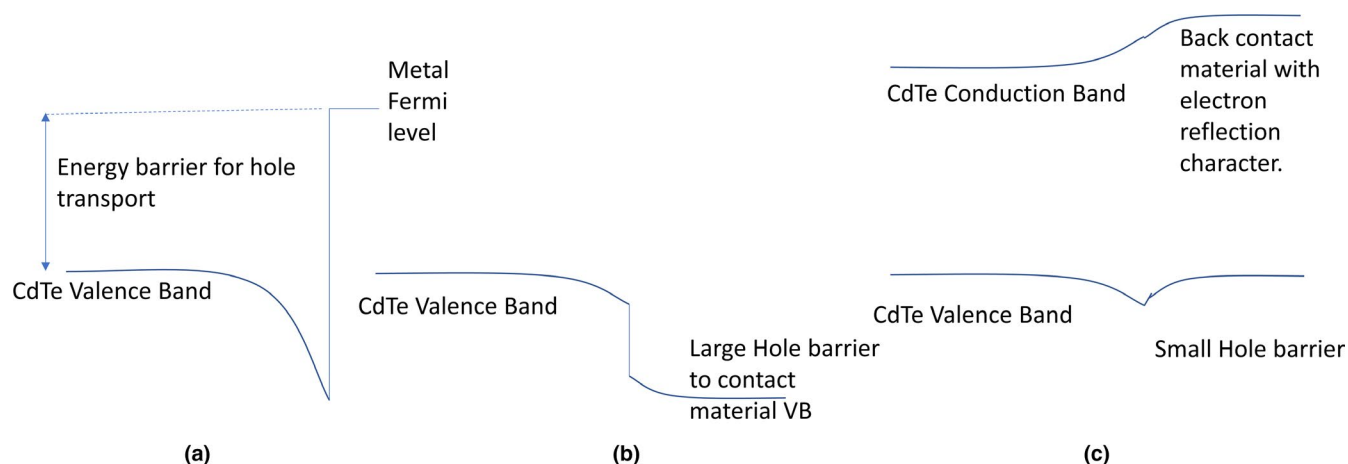 Metal
Fermi
level
Energy barrier for hole
transport
CdTe Valence Band
(a)
CdTe Valence Band
Large Hole barrier
to contact
material VB
(b)
CdTe Conduction Band
Back contact
material with
electron
reflection
character.
CdTe Valence Band
Small Hole barrier
(c)